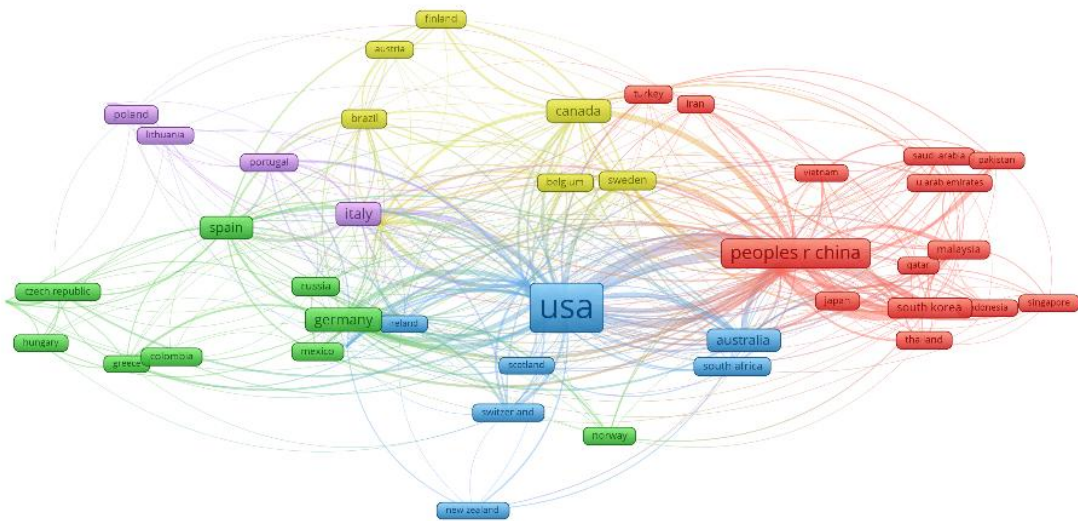 finland
austria
canada
turkey
iran
poland
lithuania
brazil
portugal
saudi arabia
pakistan
vietnam
u arab emirates
belgium
sweden
italy
spain
peoples r china
malaysia
qatar
czech republic
russia
usa
japan
south korea
indonesia
singapore
germany
ireland
australia
thailand
hungary
greece
colombia
mexico
scotland
south africa
switzerland
norway
new zealand